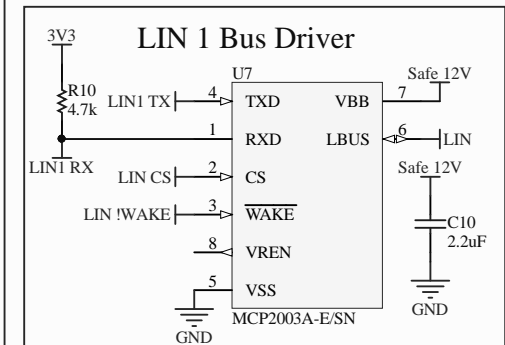 LIN 1 Bus Driver
3V3
R10
4.7k
LIN1 RX
LIN1 TX
LIN CS
LIN !WAKE
U7
4 TXD
1 RXD
2 CS
3 WAKE
8 VREN
5 VSS
VBB 7
LBUS 6
MCP2003A-E/SN
GND
Safe 12V
LIN
Safe 12V
C10
2.2uF
GND